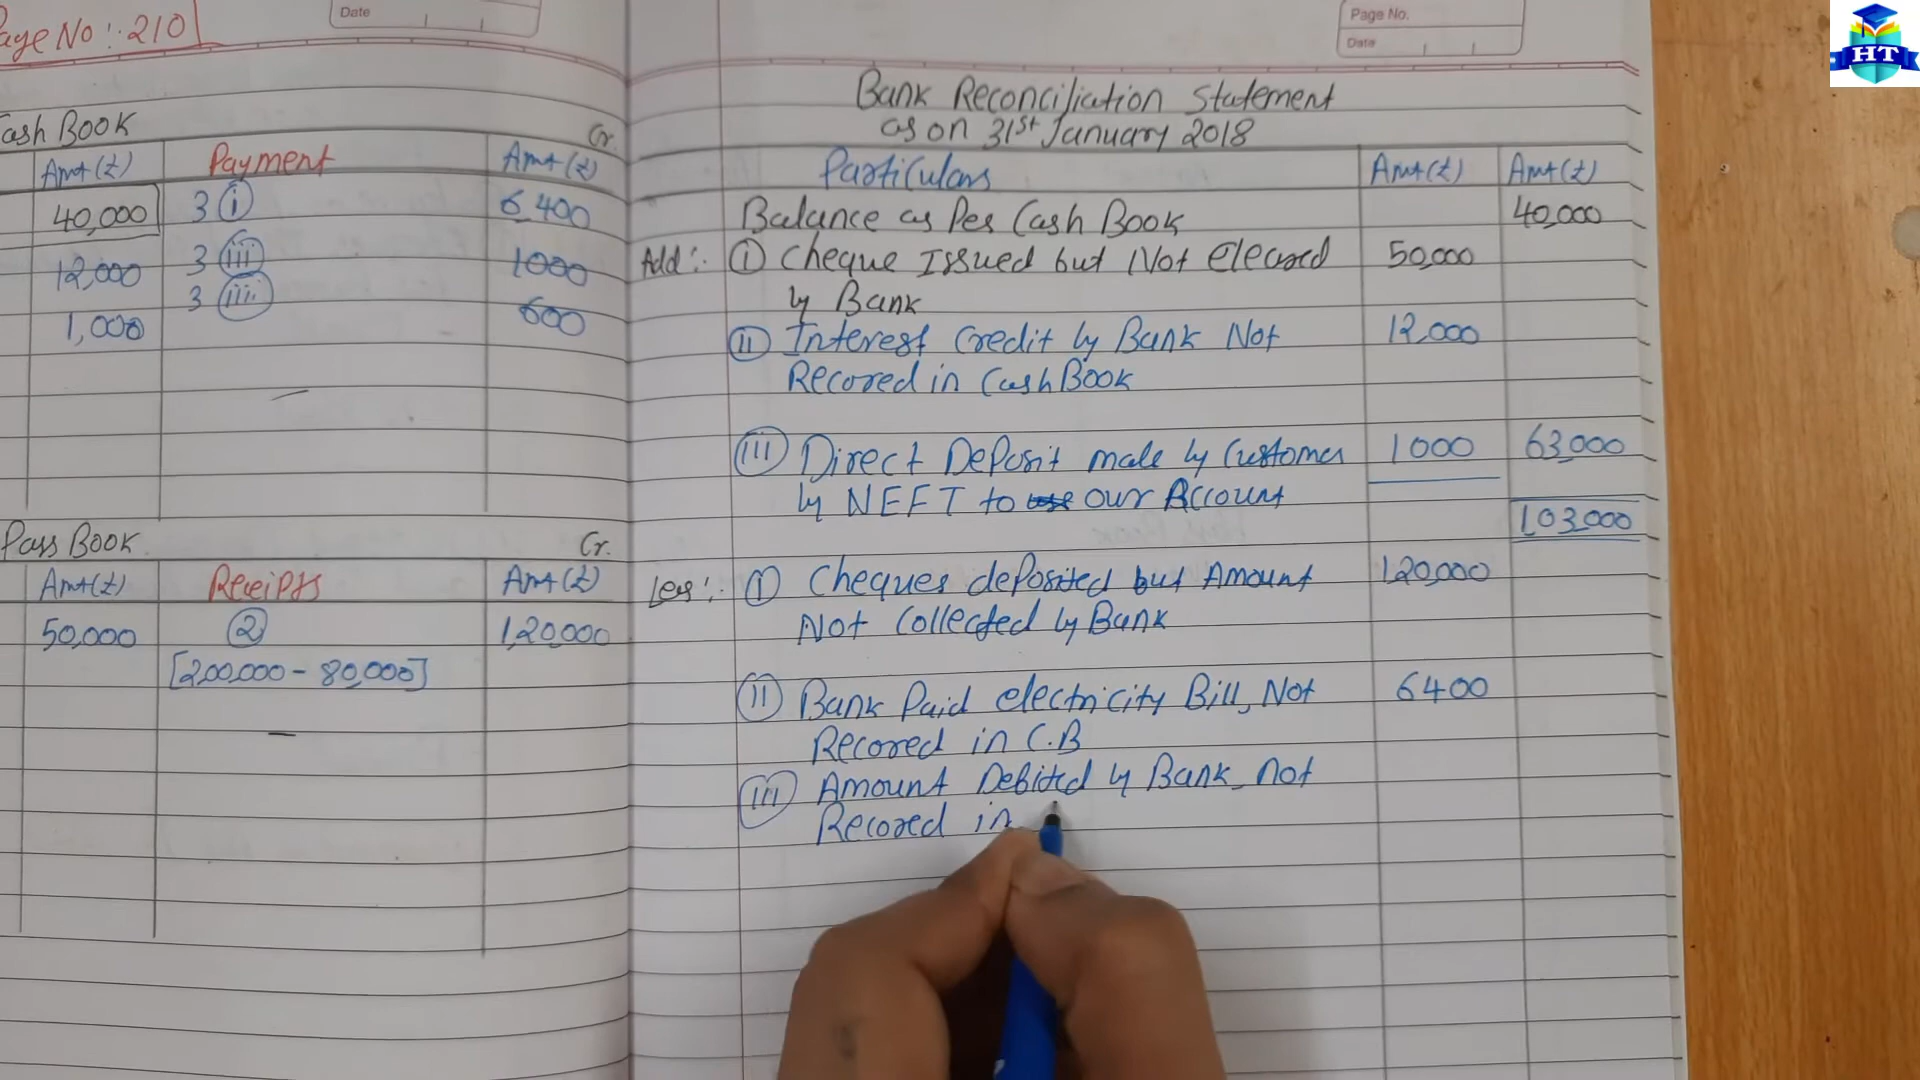 Page No:-210
Date
ash Book
Cr.
Amt(₹) Payment Amt(₹)
40,000 3 (i) 6,400
12,000 3 (iii) 1000
1,000 3 (iii) 600
Pass Book
Cr.
Amt(₹) Receipts Amt(₹)
50,000 (2) 1,20,000
[200,000 - 80,000]
Page No.
Date
HT
Bank Reconciliation Statement
as on 31st January 2018
Particulars Amt(₹) Amt(₹)
Balance as Per Cash Book 40,000
Add:- (i) Cheque Issued but Not Cleared 50,000
by Bank
(ii) Interest Credit by Bank Not 12,000
Recored in Cash Book
(iii) Direct Deposit made by Customer 1000 63,000
by NEFT to our Account
1,03,000
Less:- (i) Cheques deposited but Amount 120,000
Not Collected by Bank
(ii) Bank Paid electricity Bill, Not 6400
Recored in C.B
(iii) Amount Debited by Bank not
Recored in